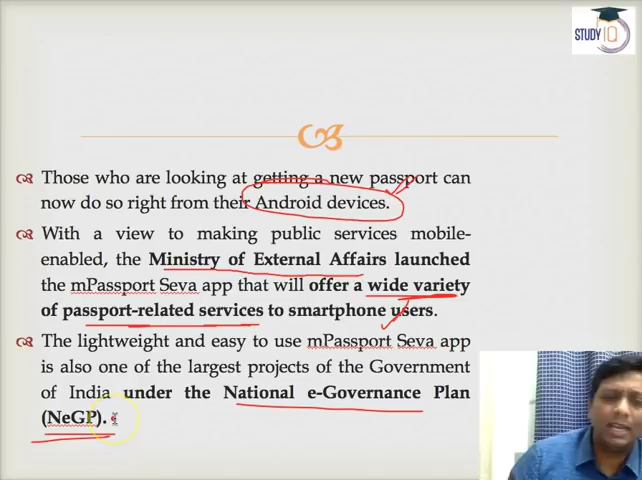 STUDY IQ
Those who are looking at getting a new passport can
now do so right from their Android devices.
With a view to making public services mobile-
enabled, the Ministry of External Affairs launched
the mPassport Seva app that will offer a wide variety
of passport-related services to smartphone users.
The lightweight and easy to use mPassport Seva app
is also one of the largest projects of the Government
of India under the National e-Governance Plan
(NeGP).